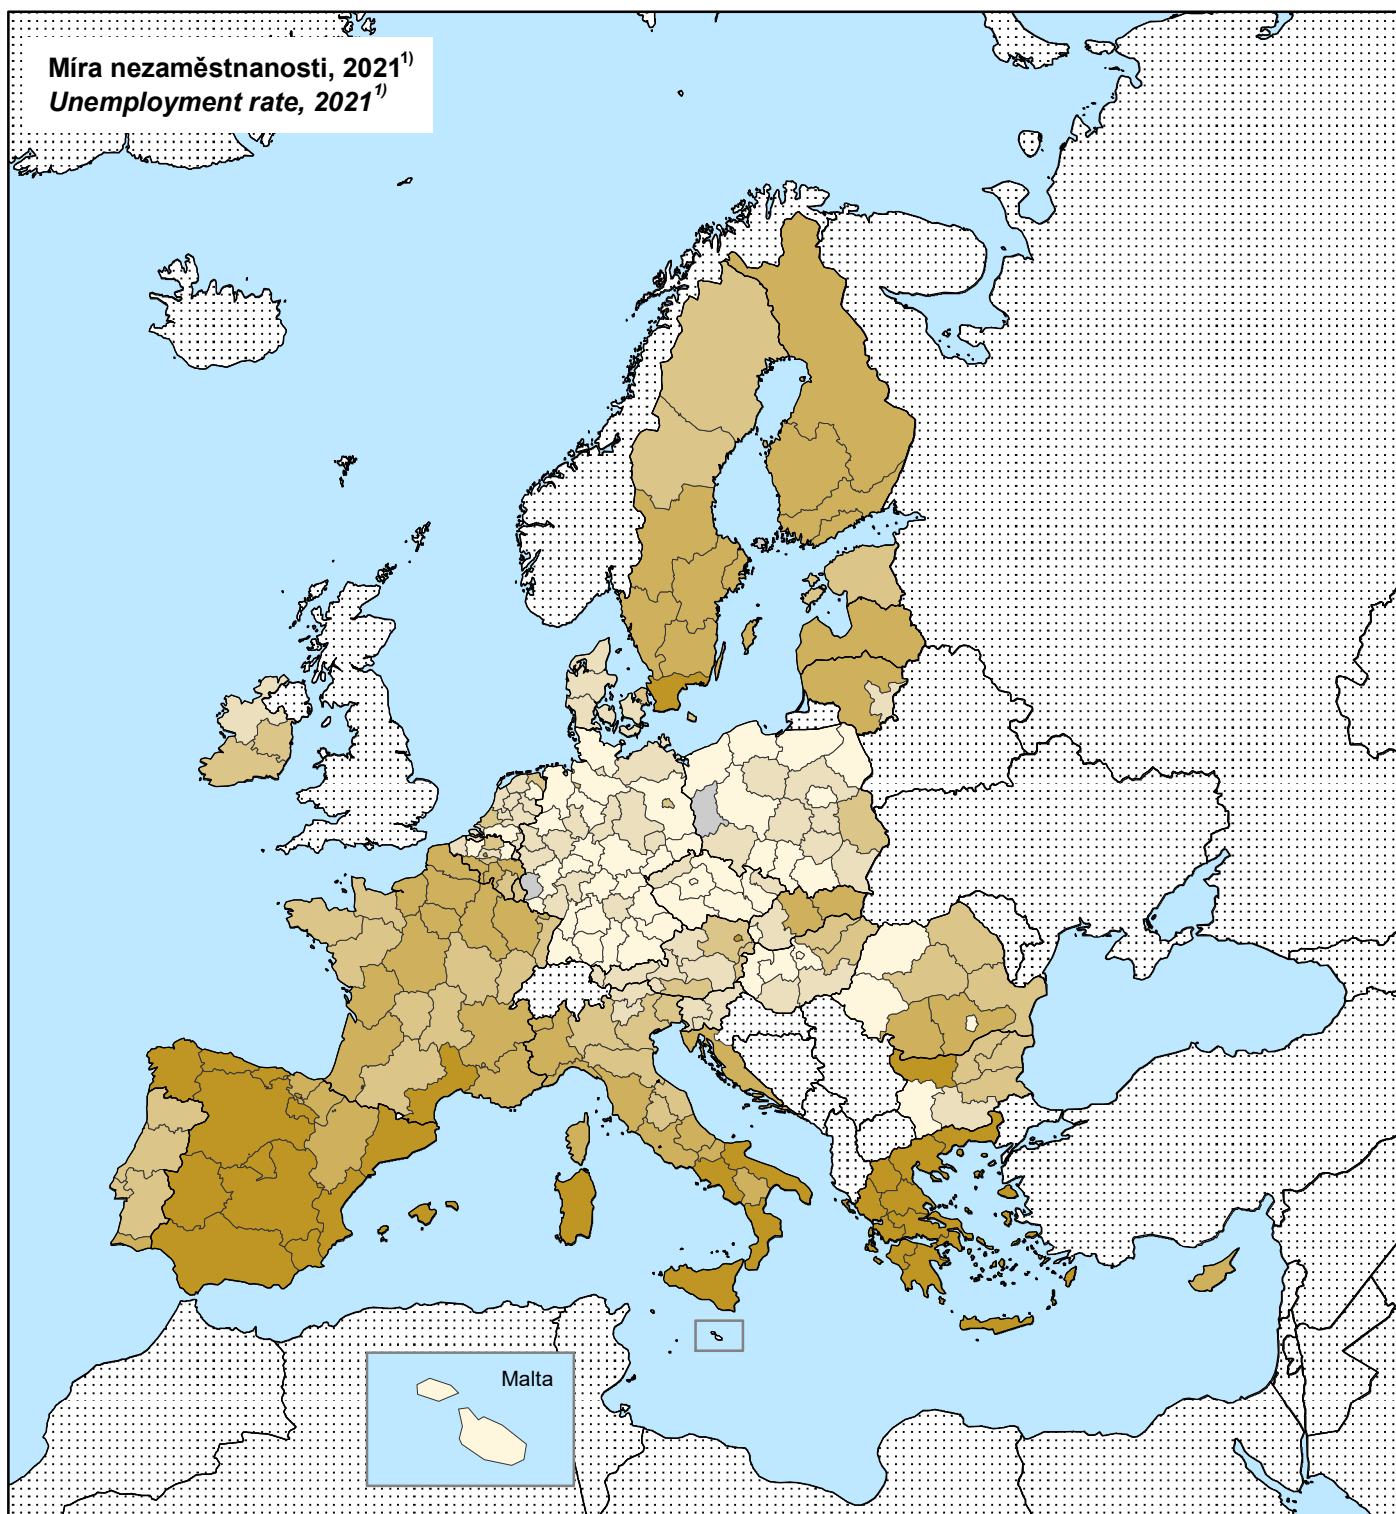 Míra nezaměstnanosti, 2021¹⁾
Unemployment rate, 2021¹⁾
Malta